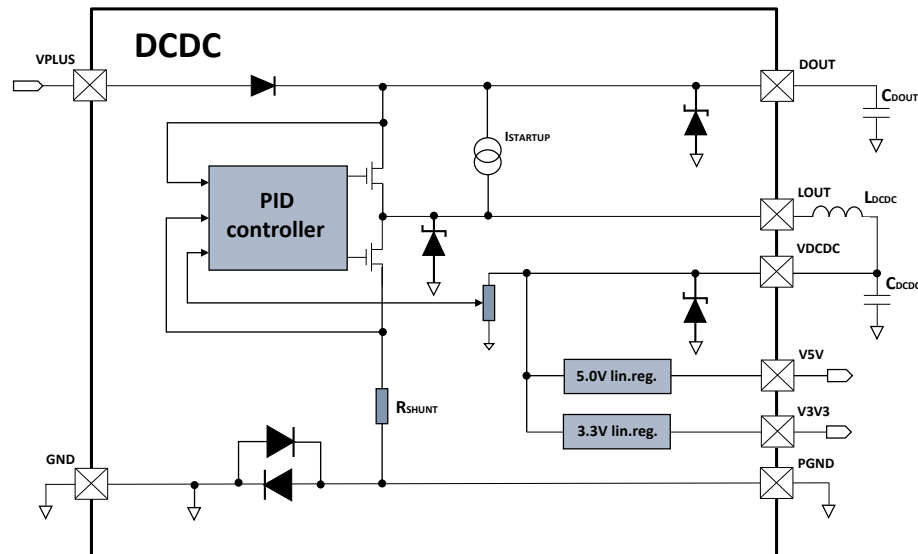 DCDC
VPLUS
DOUT
CDOUT
ISTARTUP
PID
controller
LOUT
LDCDC
VDCDC
CDCDC
V5V
5.0V lin.reg.
RSHUNT
V3V3
3.3V lin.reg.
GND
PGND